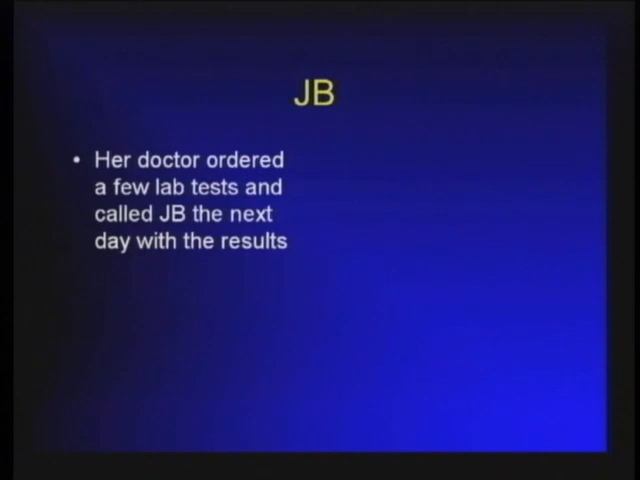 JB
• Her doctor ordered
a few lab tests and
called JB the next
day with the results